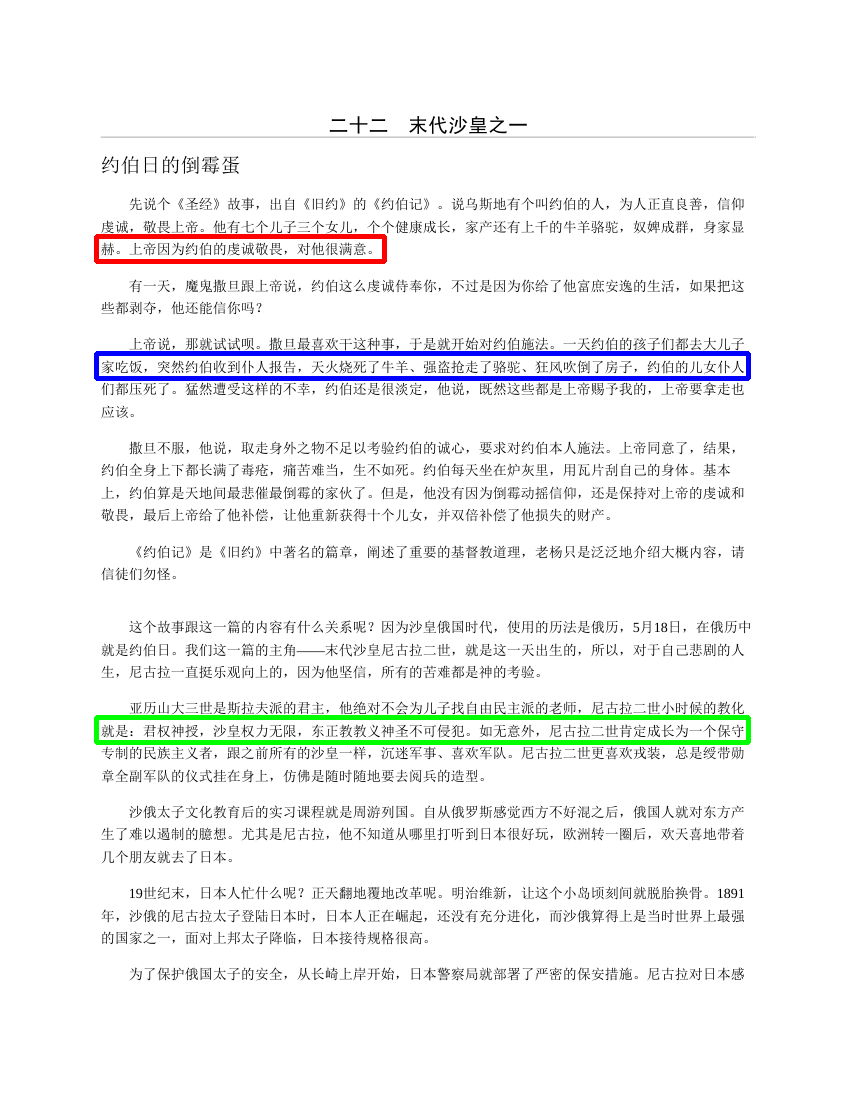 二十二　末代沙皇之一
约伯日的倒霉蛋
先说个《圣经》故事，出自《旧约》的《约伯记》。说乌斯地有个叫约伯的人，为人正直良善，信仰
虔诚，敬畏上帝。他有七个儿子三个女儿，个个健康成长，家产还有上千的牛羊骆驼，奴婢成群，身家显
赫。上帝因为约伯的虔诚敬畏，对他很满意。
有一天，魔鬼撒旦跟上帝说，约伯这么虔诚侍奉你，不过是因为你给了他富庶安逸的生活，如果把这
些都剥夺，他还能信你吗？
上帝说，那就试试呗。撒旦最喜欢干这种事，于是就开始对约伯施法。一天约伯的孩子们都去大儿子
家吃饭，突然约伯收到仆人报告，天火烧死了牛羊、强盗抢走了骆驼、狂风吹倒了房子，约伯的儿女仆人
们都压死了。猛然遭受这样的不幸，约伯还是很淡定，他说，既然这些都是上帝赐予我的，上帝要拿走也
应该。
撒旦不服，他说，取走身外之物不足以考验约伯的诚心，要求对约伯本人施法。上帝同意了，结果，
约伯全身上下都长满了毒疮，痛苦难当，生不如死。约伯每天坐在炉灰里，用瓦片刮自己的身体。基本
上，约伯算是天地间最悲催最倒霉的家伙了。但是，他没有因为倒霉动摇信仰，还是保持对上帝的虔诚和
敬畏，最后上帝给了他补偿，让他重新获得十个儿女，并双倍补偿了他损失的财产。
《约伯记》是《旧约》中著名的篇章，阐述了重要的基督教道理，老杨只是泛泛地介绍大概内容，请
信徒们勿怪。
这个故事跟这一篇的内容有什么关系呢？因为沙皇俄国时代，使用的历法是俄历，5月18日，在俄历中
就是约伯日。我们这一篇的主角——末代沙皇尼古拉二世，就是这一天出生的，所以，对于自己悲剧的人
生，尼古拉一直挺乐观向上的，因为他坚信，所有的苦难都是神的考验。
亚历山大三世是斯拉夫派的君主，他绝对不会为儿子找自由民主派的老师，尼古拉二世小时候的教化
就是：君权神授，沙皇权力无限，东正教教义神圣不可侵犯。如无意外，尼古拉二世肯定成长为一个保守
专制的民族主义者，跟之前所有的沙皇一样，沉迷军事、喜欢军队。尼古拉二世更喜欢戎装，总是绶带勋
章全副军队的仪式挂在身上，仿佛是随时随地要去阅兵的造型。
沙俄太子文化教育后的实习课程就是周游列国。自从俄罗斯感觉西方不好混之后，俄国人就对东方产
生了难以遏制的臆想。尤其是尼古拉，他不知道从哪里打听到日本很好玩，欧洲转一圈后，欢天喜地带着
几个朋友就去了日本。
19世纪末，日本人忙什么呢？正天翻地覆地改革呢。明治维新，让这个小岛顷刻间就脱胎换骨。1891
年，沙俄的尼古拉太子登陆日本时，日本人正在崛起，还没有充分进化，而沙俄算得上是当时世界上最强
的国家之一，面对上邦太子降临，日本接待规格很高。
为了保护俄国太子的安全，从长崎上岸开始，日本警察局就部署了严密的保安措施。尼古拉对日本感